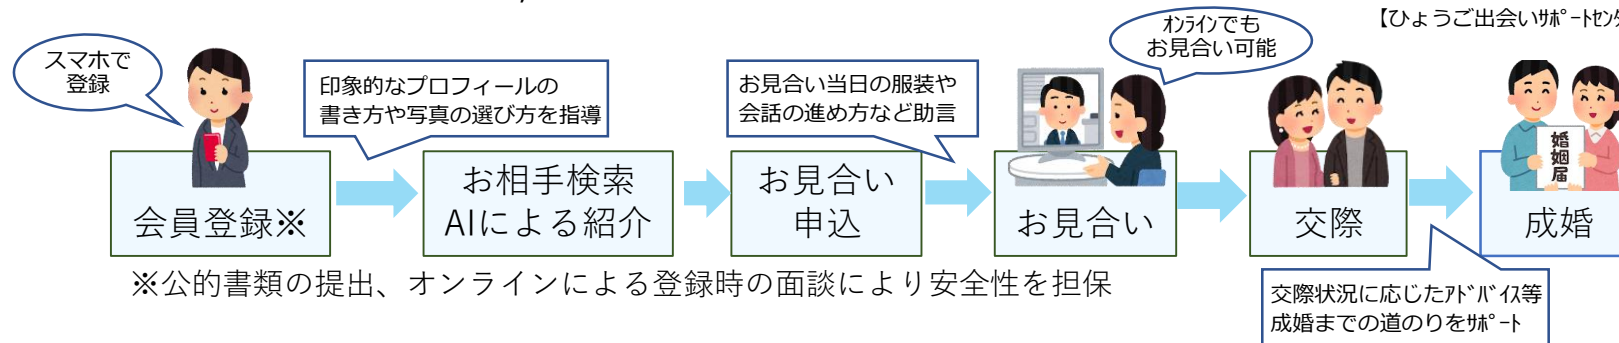 【ひょうご出会いｻﾎﾟｰﾄｾﾝﾀ
スマホで
登録
印象的なプロフィールの
書き方や写真の選び方を指導
お見合い当日の服装や
会話の進め方など助言
ｵﾝﾗｲﾝでも
お見合い可能
会員登録※
お相手検索
AIによる紹介
お見合い
申込
お見合い
交際
婚姻届
成婚
※公的書類の提出、オンラインによる登録時の面談により安全性を担保
交際状況に応じたｱﾄﾞﾊﾞｲｽ等
成婚までの道のりをｻﾎﾟｰﾄ